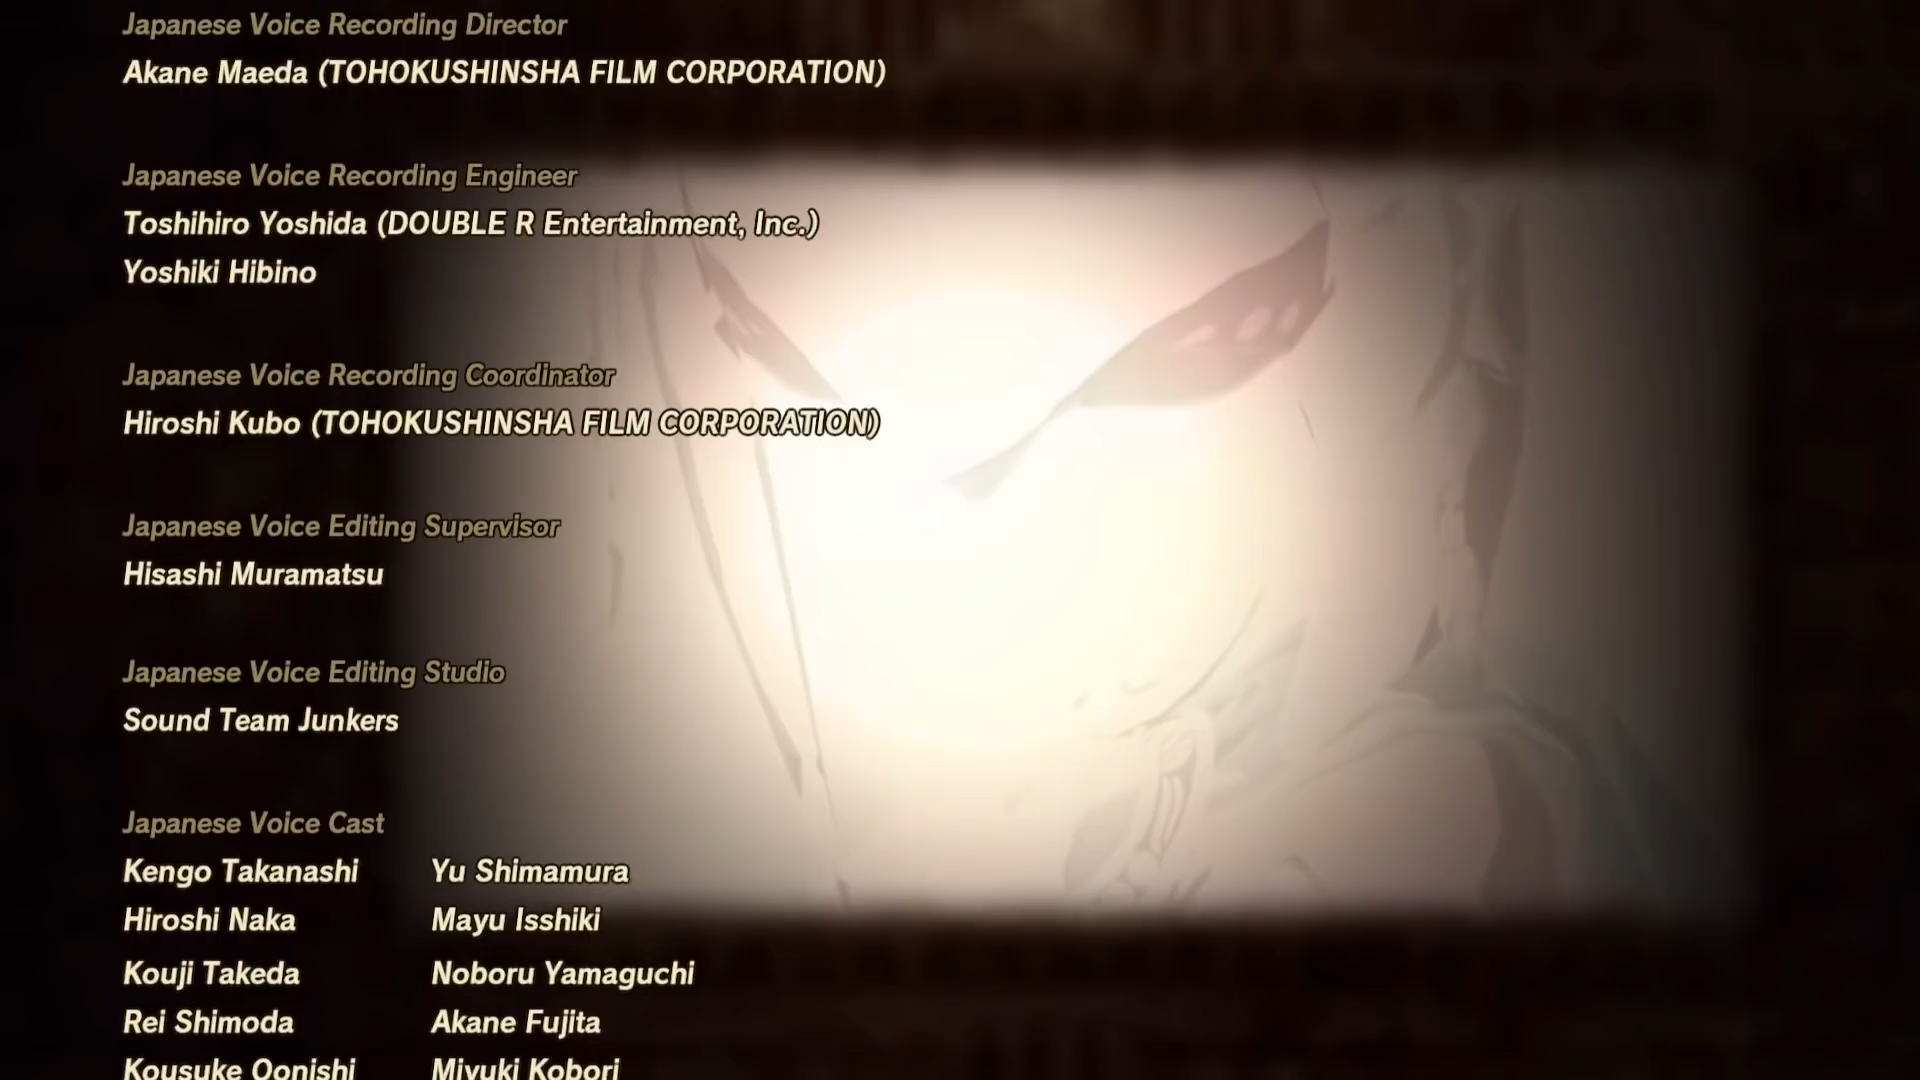 Japanese Voice Recording Director
Akane Maeda (TOHOKUSHINSHA FILM CORPORATION)
Japanese Voice Recording Engineer
Toshihiro Yoshida (DOUBLE R Entertainment, Inc.)
Yoshiki Hibino
Japanese Voice Recording Coordinator
Hiroshi Kubo (TOHOKUSHINSHA FILM CORPORATION)
Japanese Voice Editing Supervisor
Hisashi Muramatsu
Japanese Voice Editing Studio
Sound Team Junkers
Japanese Voice Cast
Kengo Takanashi Yu Shimamura
Hiroshi Naka Mayu Isshiki
Kouji Takeda Noboru Yamaguchi
Rei Shimoda Akane Fujita
Kousuke Oonishi Miyuki Kobori